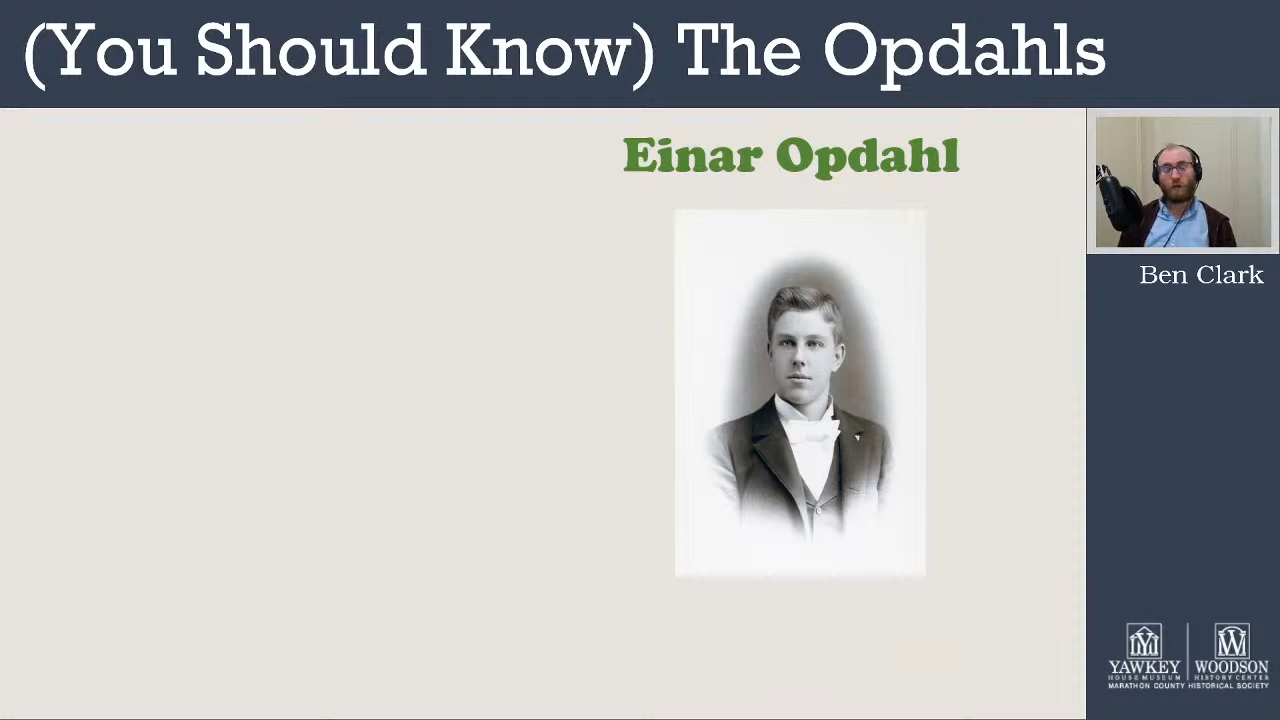 (You Should Know) The Opdahls
Einar Opdahl
Ben Clark
YAWKEY WOODSON
HOUSE MUSEUM HISTORY CENTER
MARATHON COUNTY HISTORICAL SOCIETY